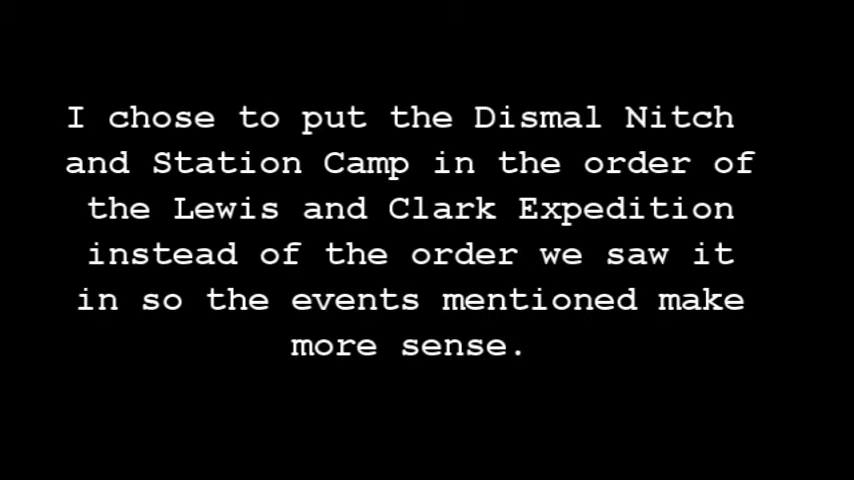 I chose to put the Dismal Nitch
and Station Camp in the order of
the Lewis and Clark Expedition
instead of the order we saw it
in so the events mentioned make
more sense.